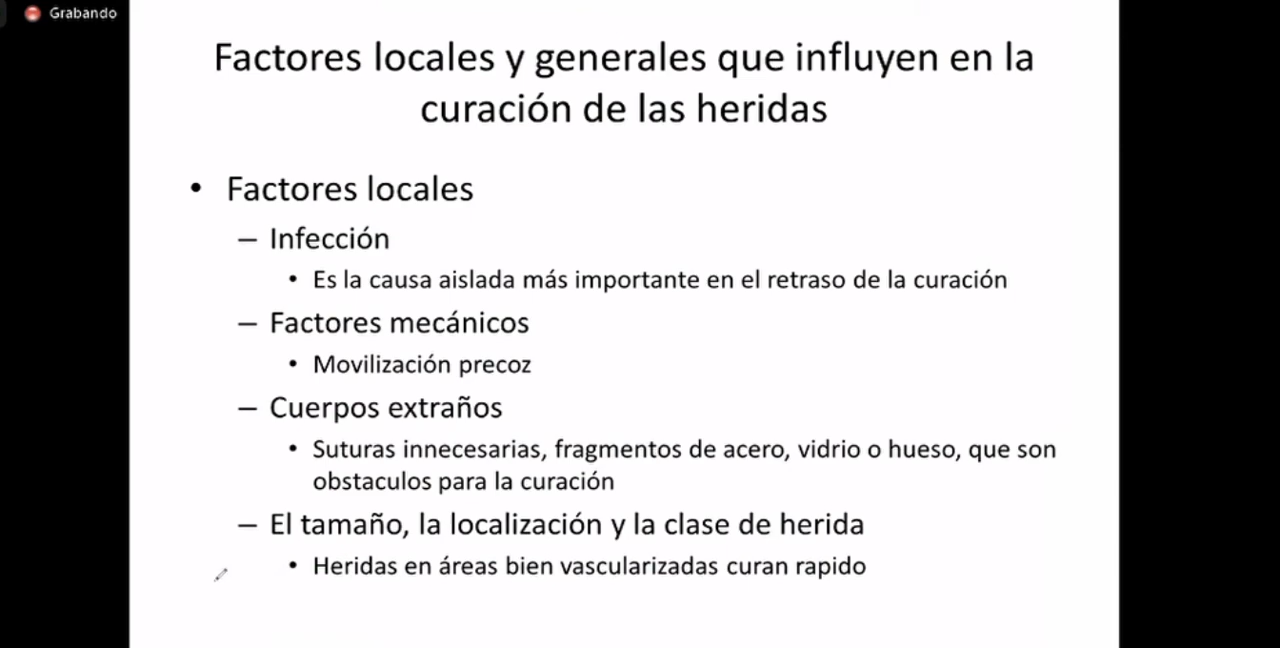 Grabando
Factores locales y generales que influyen en la
curación de las heridas
• Factores locales
– Infección
• Es la causa aislada más importante en el retraso de la curación
– Factores mecánicos
• Movilización precoz
– Cuerpos extraños
• Suturas innecesarias, fragmentos de acero, vidrio o hueso, que son
obstaculos para la curación
– El tamaño, la localización y la clase de herida
• Heridas en áreas bien vascularizadas curan rapido